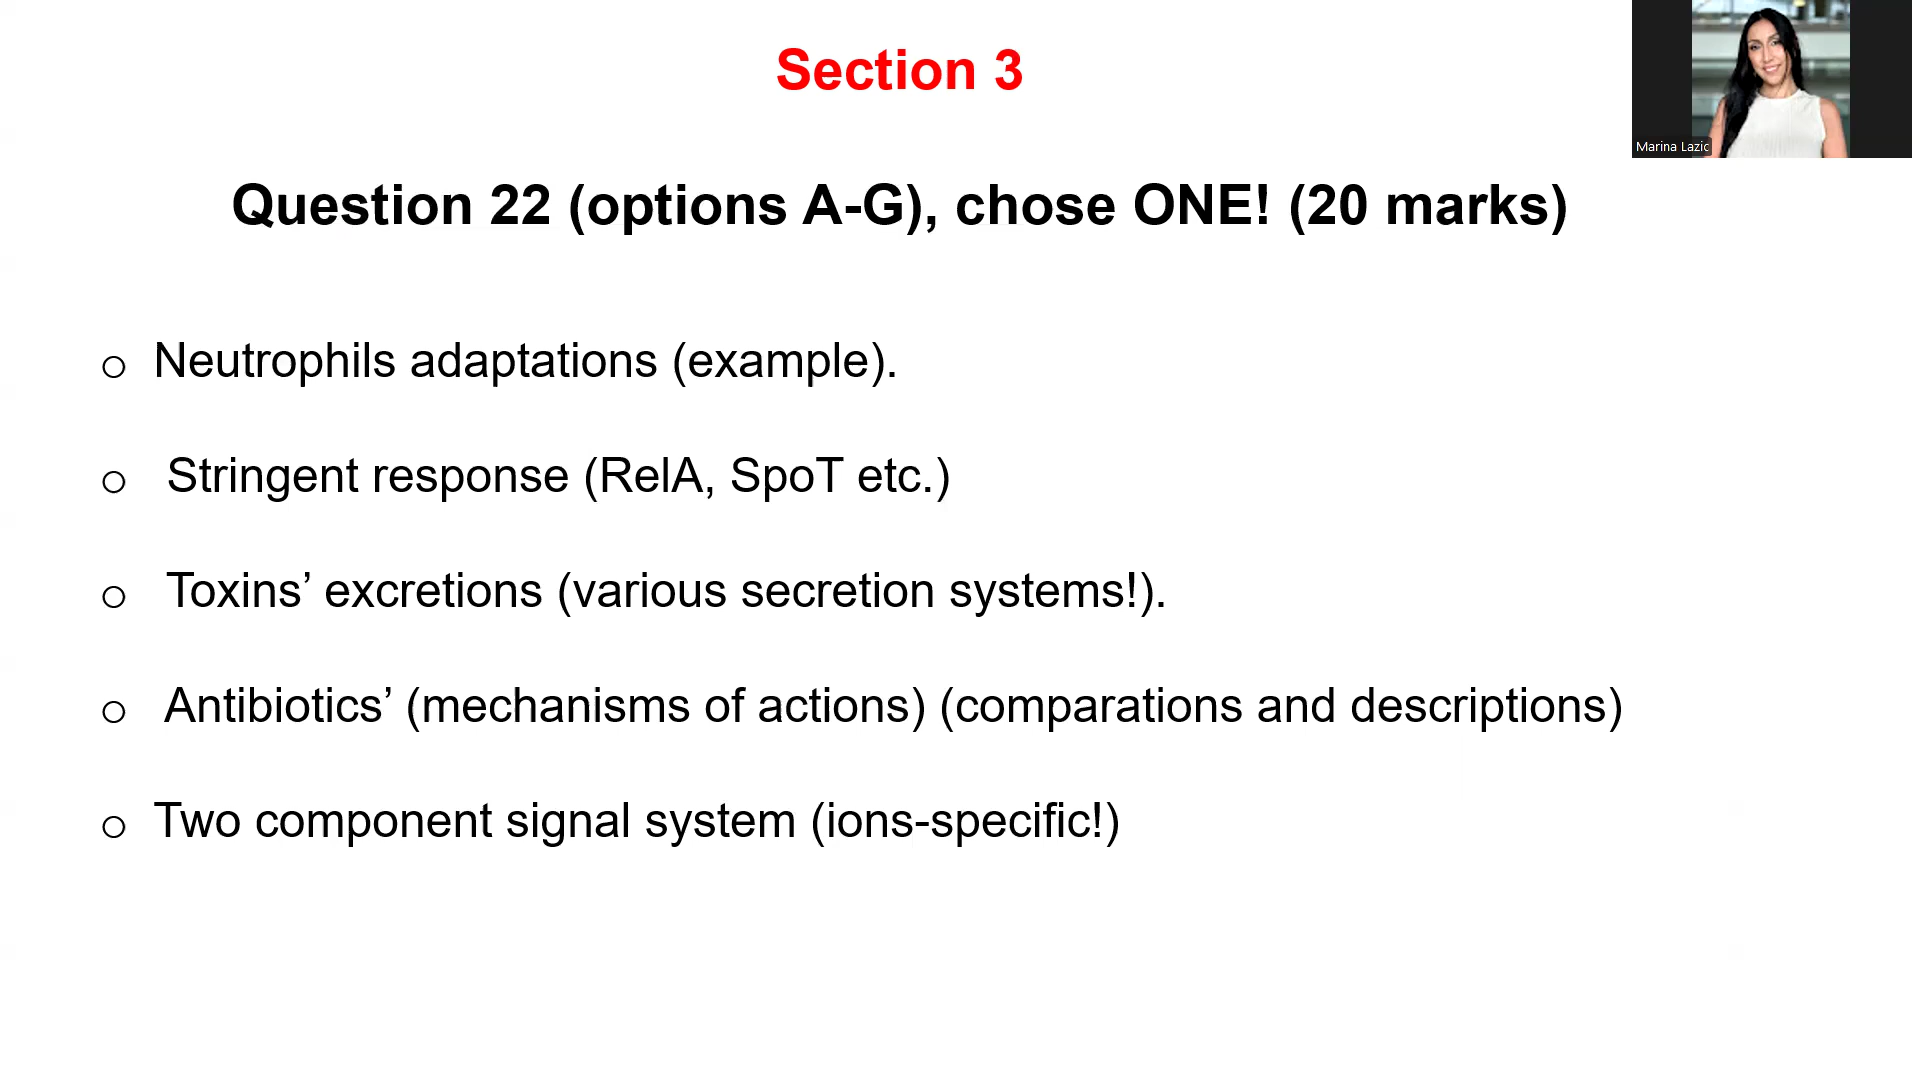 Section 3
Marina Lazic
Question 22 (options A-G), chose ONE! (20 marks)
o Neutrophils adaptations (example).
o Stringent response (RelA, SpoT etc.)
o Toxins’ excretions (various secretion systems!).
o Antibiotics’ (mechanisms of actions) (comparations and descriptions)
o Two component signal system (ions-specific!)